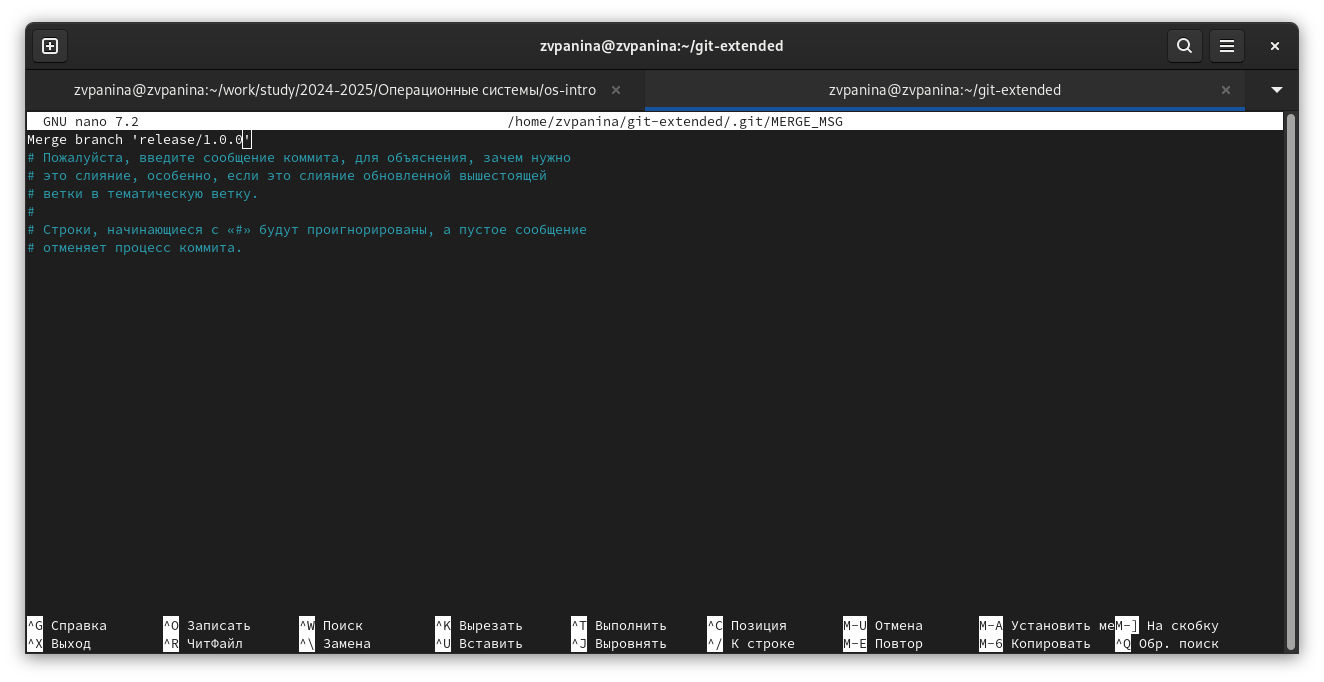 zvpanina@zvpanina:~/git-extended
zvpanina@zvpanina:~/work/study/2024-2025/Операционные системы/os-intro
zvpanina@zvpanina:~/git-extended
GNU nano 7.2 /home/zvpanina/git-extended/.git/MERGE_MSG
Merge branch 'release/1.0.0'
# Пожалуйста, введите сообщение коммита, для объяснения, зачем нужно
# это слияние, особенно, если это слияние обновленной вышестоящей
# ветки в тематическую ветку.
#
# Строки, начинающиеся с «#» будут проигнорированы, а пустое сообщение
# отменяет процесс коммита.
^G Справка ^O Записать ^W Поиск ^K Вырезать ^T Выполнить ^C Позиция M-U Отмена M-A Установить ме M-] На скобку
^X Выход ^R ЧитФайл ^\ Замена ^U Вставить ^J Выровнять ^/ К строке M-E Повтор M-6 Копировать ^Q Обр. поиск